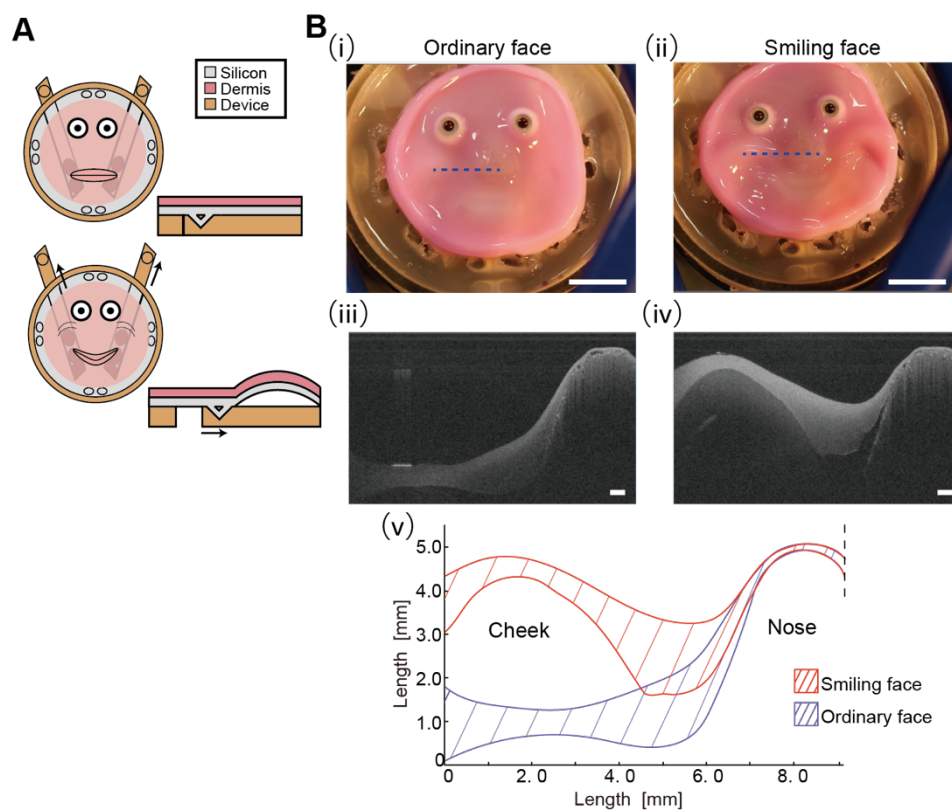 A
Silicon
Dermis
Device
B
(i)
Ordinary face
(ii)
Smiling face
(iii)
(iv)
(v)
5.0
4.0
3.0
2.0
1.0
0
Length [mm]
Cheek
Nose
Smiling face
Ordinary face
0 2.0 4.0 6.0 8.0
Length [mm]